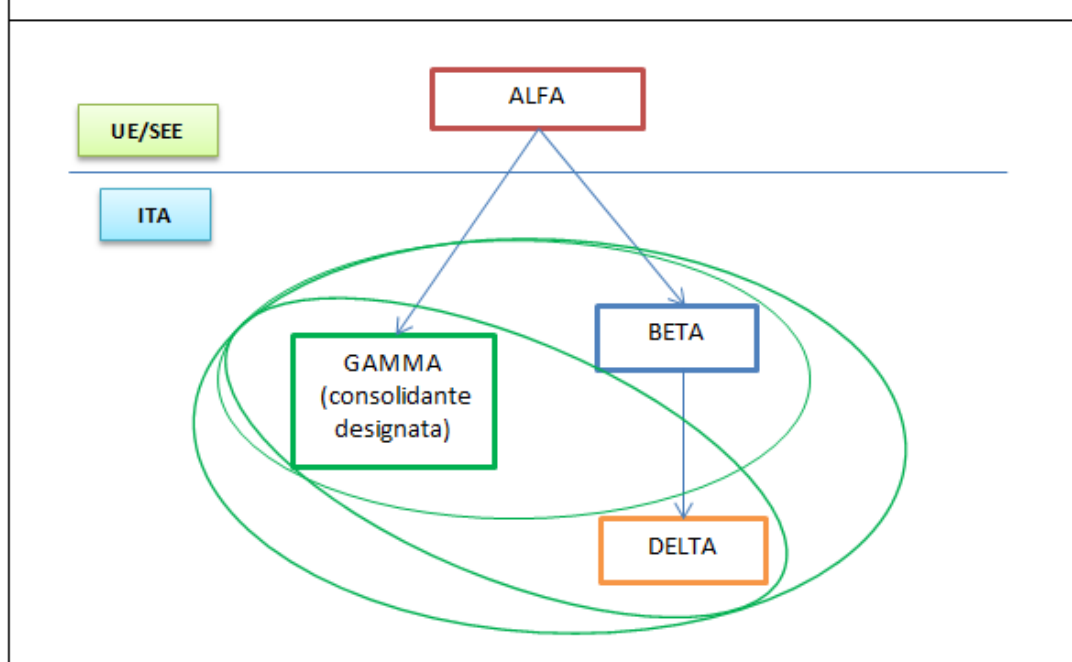 ALFA
UE/SEE
ITA
BETA
GAMMA
(consolidante
designata)
DELTA